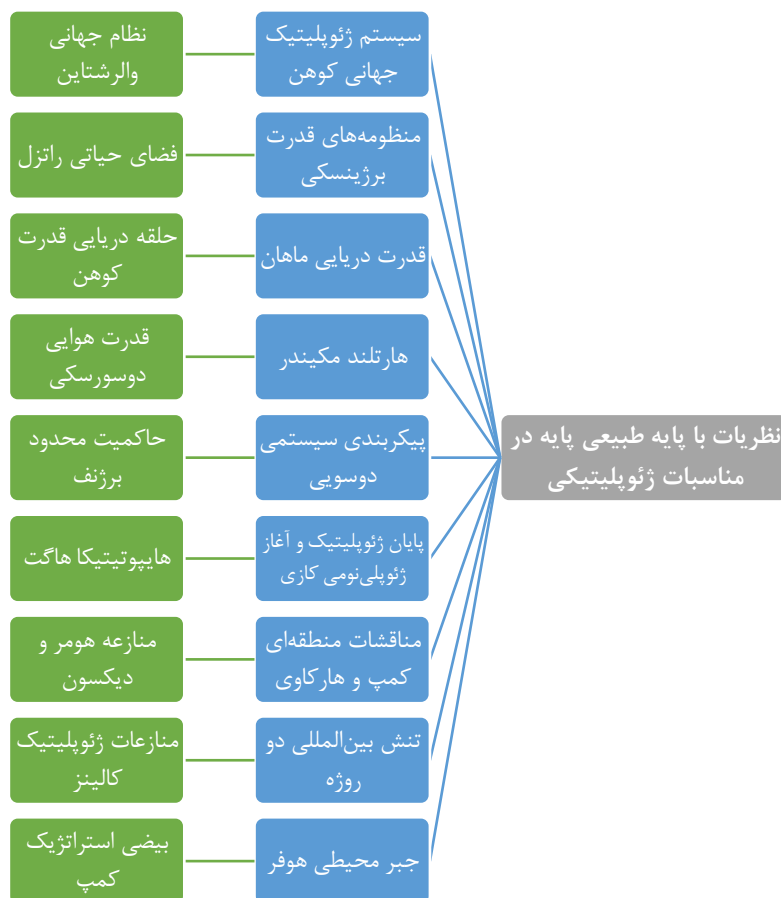 نظریات با پایه طبیعی پایه در
مناسبات ژئوپلیتیکی
سیستم ژئوپلیتیک
جهانی کوهن
نظام جهانی
والرشتاین
منظومه‌های قدرت
برژینسکی
فضای حیاتی راتزل
قدرت دریایی ماهان
حلقه دریایی قدرت
کوهن
هارتلند مکیندر
قدرت هوایی
دوسورسکی
پیکربندی سیستمی
دوسویی
حاکمیت محدود
برژنف
پایان ژئوپلیتیک و آغاز
ژئوپلی‌نومی کازی
هایپوتیتیکا هاگت
مناقشات منطقه‌ای
کمپ و هارکاوی
منازعه هومر و
دیکسون
تنش بین‌المللی دو
روژه
منازعات ژئوپلیتیک
کالینز
جبر محیطی هوفر
بیضی استراتژیک
کمپ